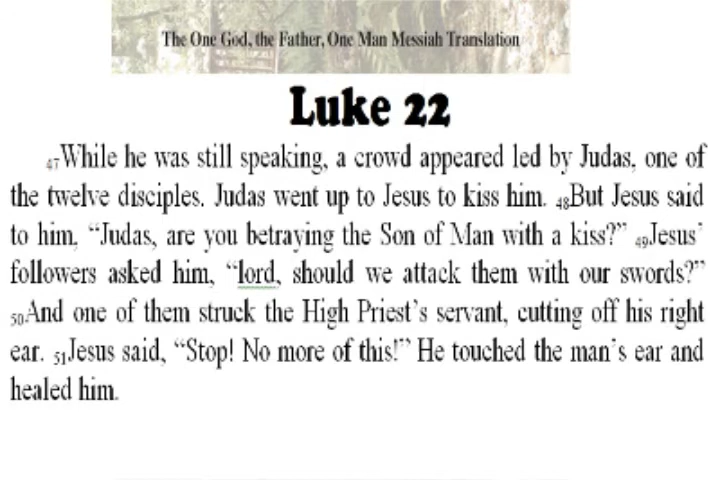 The One God, the Father, One Man Messiah Translation
Luke 22
47While he was still speaking, a crowd appeared led by Judas, one of
the twelve disciples. Judas went up to Jesus to kiss him. 48But Jesus said
to him, “Judas, are you betraying the Son of Man with a kiss?” 49Jesus’
followers asked him, “lord, should we attack them with our swords?”
50And one of them struck the High Priest’s servant, cutting off his right
ear. 51Jesus said, “Stop! No more of this!” He touched the man’s ear and
healed him.